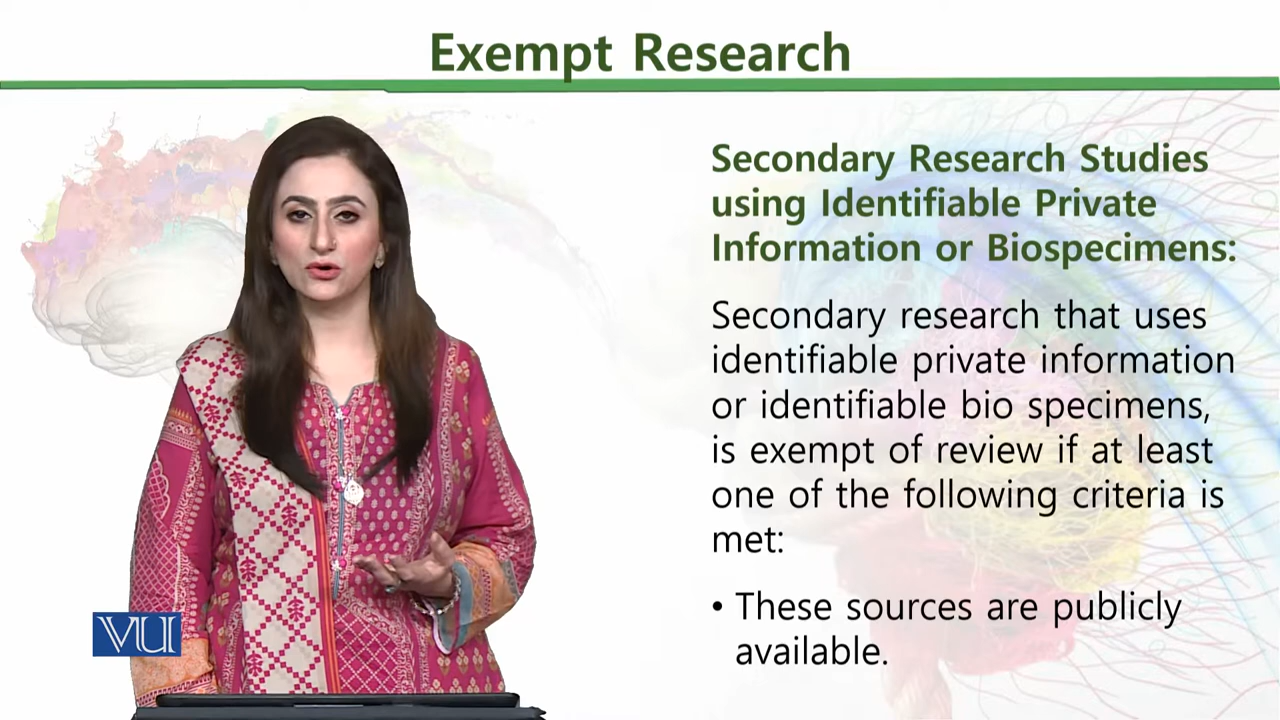 Exempt Research
Secondary Research Studies
using Identifiable Private
Information or Biospecimens:
Secondary research that uses
identifiable private information
or identifiable bio specimens,
is exempt of review if at least
one of the following criteria is
met:
• These sources are publicly
available.
VU